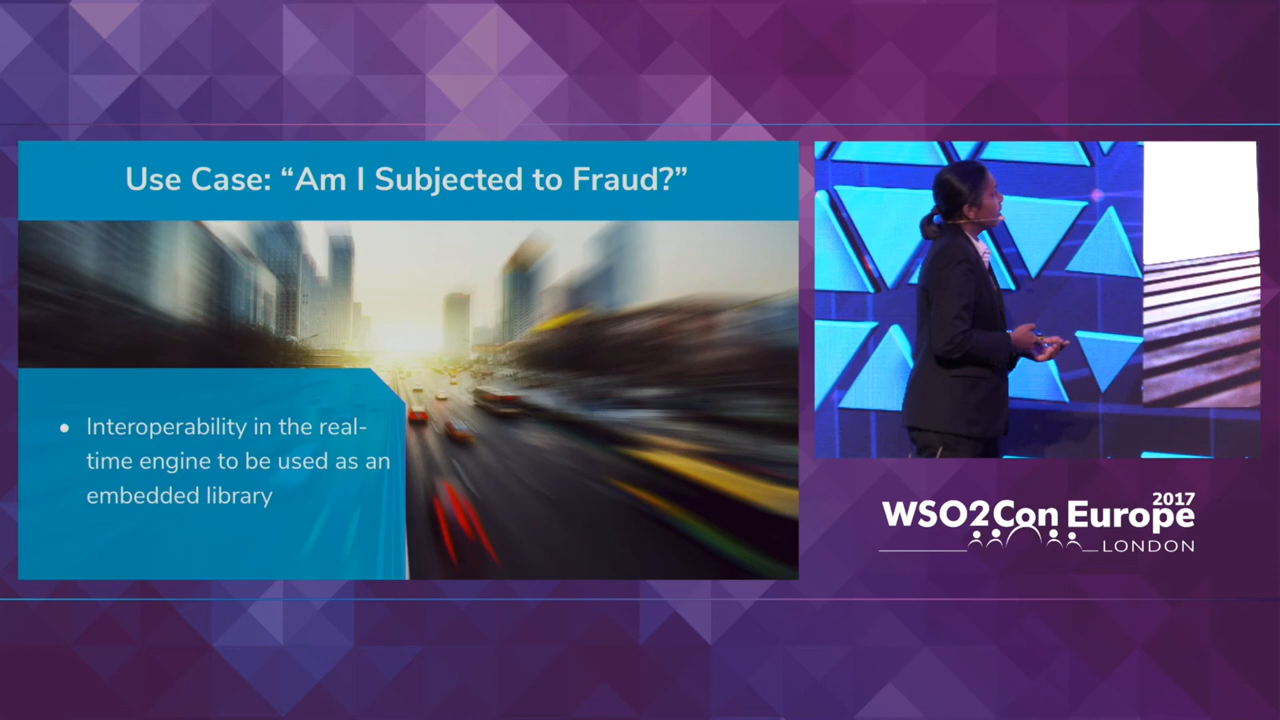 Use Case: “Am I Subjected to Fraud?”
● Interoperability in the real-
time engine to be used as an
embedded library
2017
WSO2Con Europe
LONDON